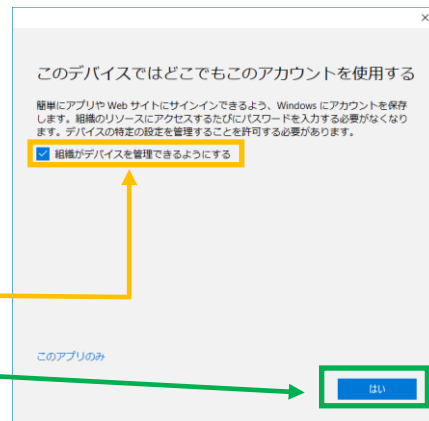 このデバイスではどこでもこのアカウントを使用する
簡単にアプリや Web サイトにサインインできるよう、Windows にアカウントを保存
します。組織のリソースにアクセスするたびにパスワードを入力する必要がなくなり
ます。デバイスの特定の設定を管理することを許可する必要があります。
組織がデバイスを管理できるようにする
このアプリのみ
はい